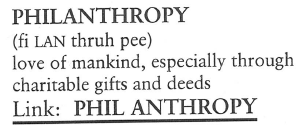 PHILANTHROPY
(fi LAN thruh pee)
love of mankind, especially through
charitable gifts and deeds
Link: PHIL ANTHROPY